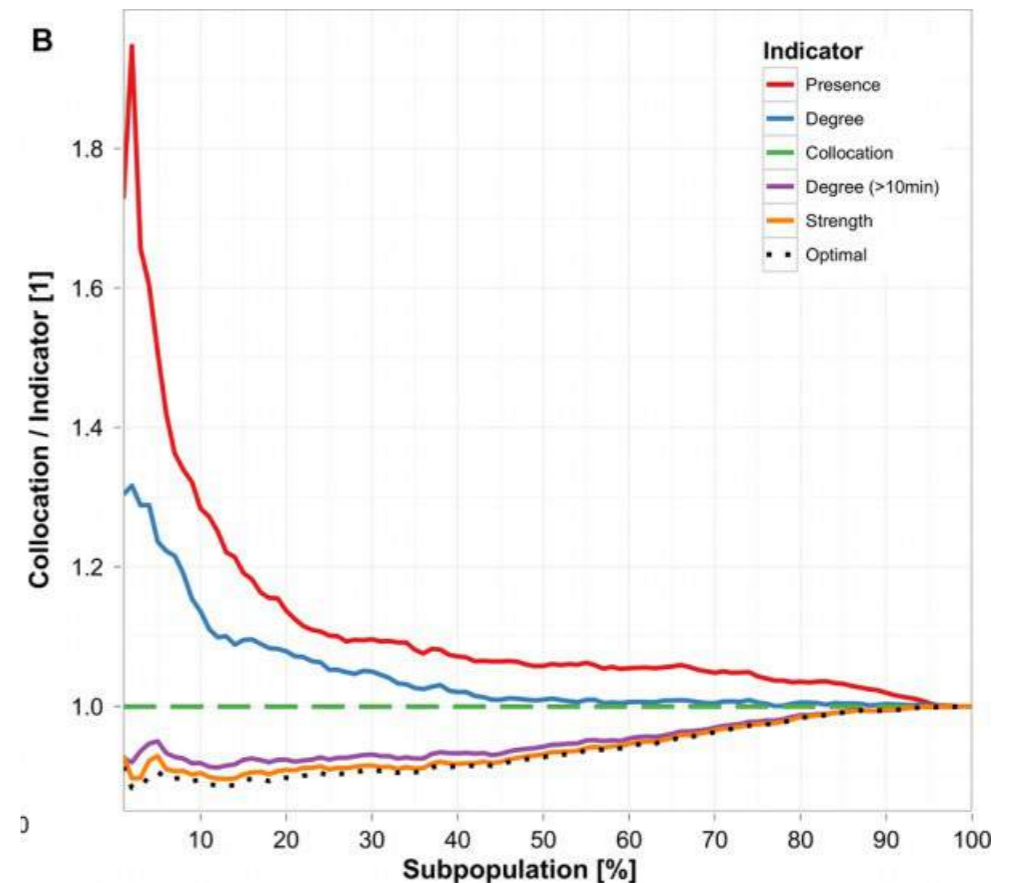 B
Indicator
Presence
Degree
Collocation
Degree (>10min)
Strength
Optimal
Collocation / Indicator [1]
1.8
1.6
1.4
1.2
1.0
0
10 20 30 40 50 60 70 80 90 100
Subpopulation [%]